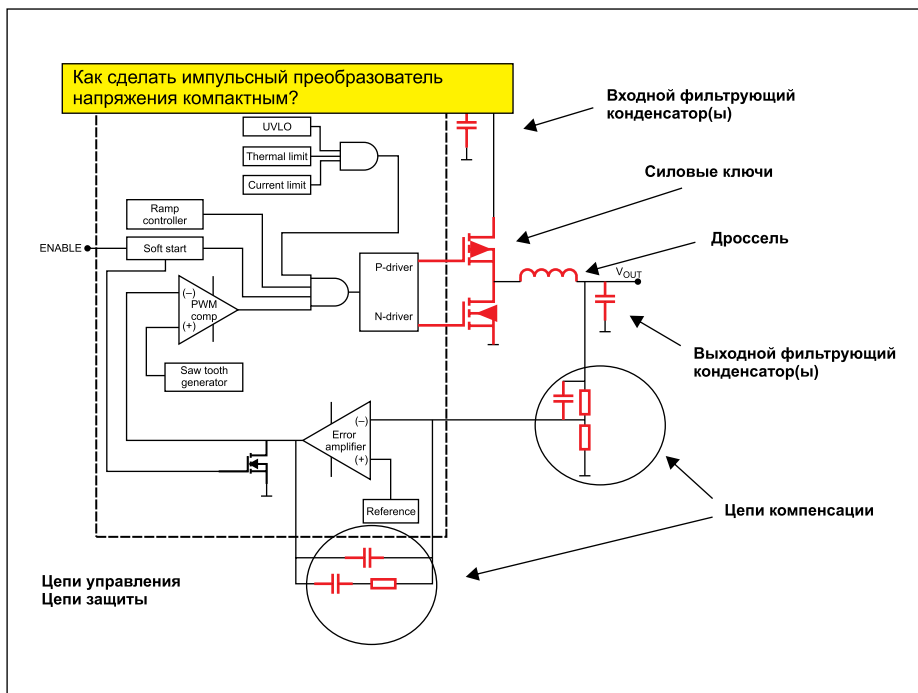 Как сделать импульсный преобразователь
напряжения компактным?
Входной фильтрующий
конденсатор(ы)
UVLO
Thermal limit
Current limit
Силовые ключи
Ramp
controller
ENABLE
Soft start
Дроссель
P-driver
VOUT
(–)
PWM
comp
(+)
N-driver
Выходной фильтрующий
конденсатор(ы)
Saw tooth
generator
(–)
Error
amplifier
(+)
Reference
Цепи компенсации
Цепи управления
Цепи защиты